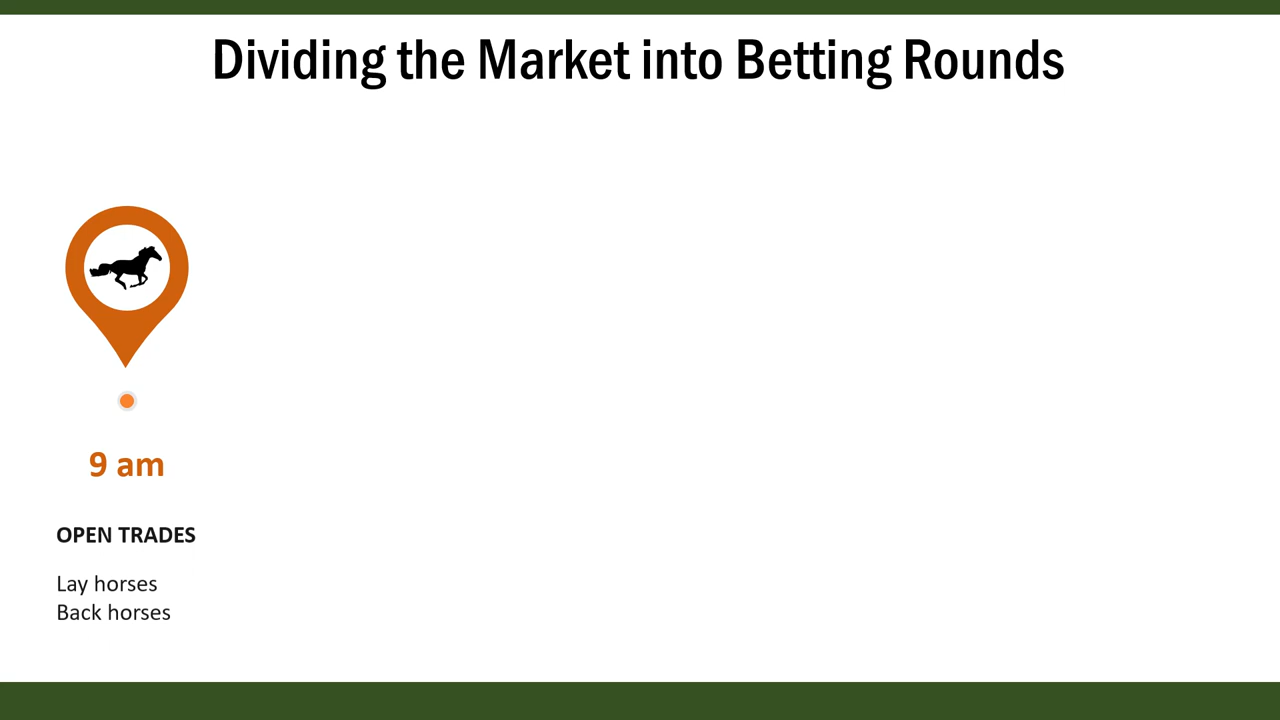 Dividing the Market into Betting Rounds
9 am
OPEN TRADES
Lay horses
Back horses